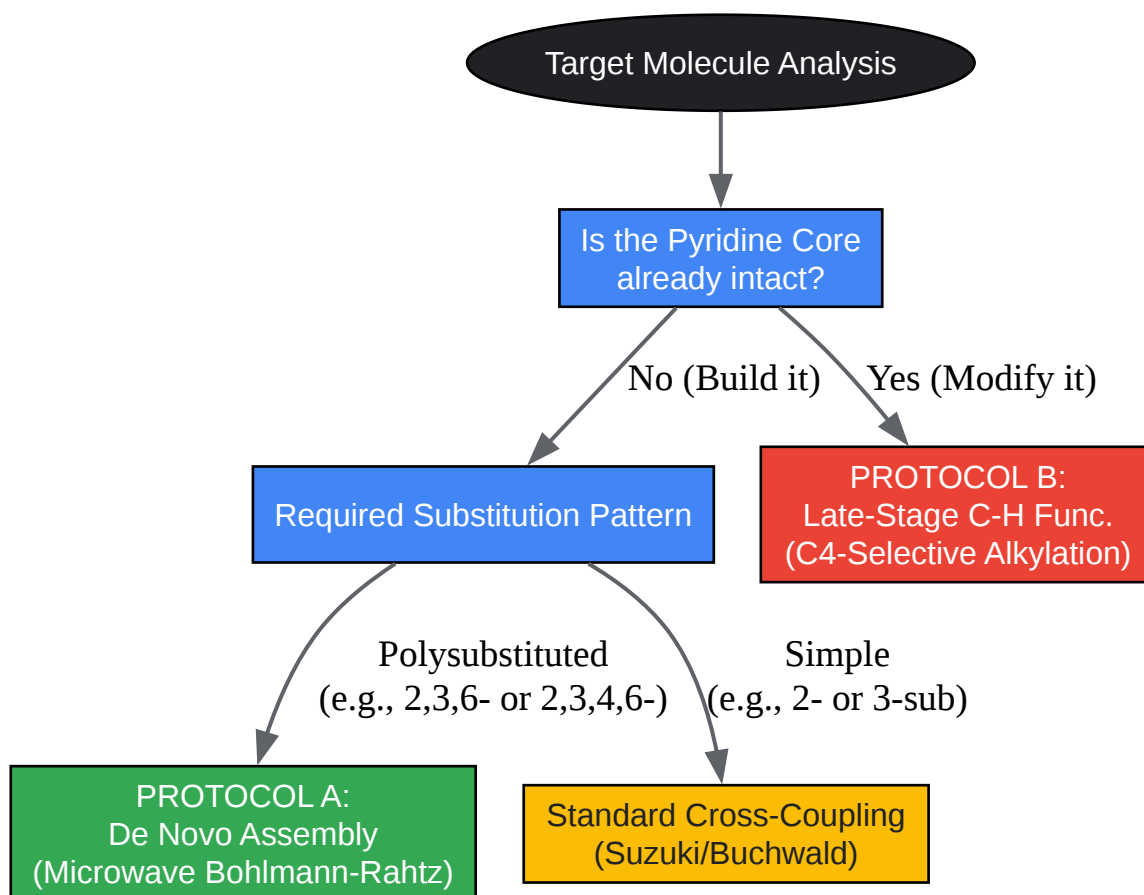 Target Molecule Analysis
Is the Pyridine Core
already intact?
No (Build it)
Yes (Modify it)
Required Substitution Pattern
PROTOCOL B:
Late-Stage C-H Func.
(C4-Selective Alkylation)
Polysubstituted
(e.g., 2,3,6- or 2,3,4,6-)
Simple
(e.g., 2- or 3-sub)
PROTOCOL A:
De Novo Assembly
(Microwave Bohlmann-Rahtz)
Standard Cross-Coupling
(Suzuki/Buchwald)